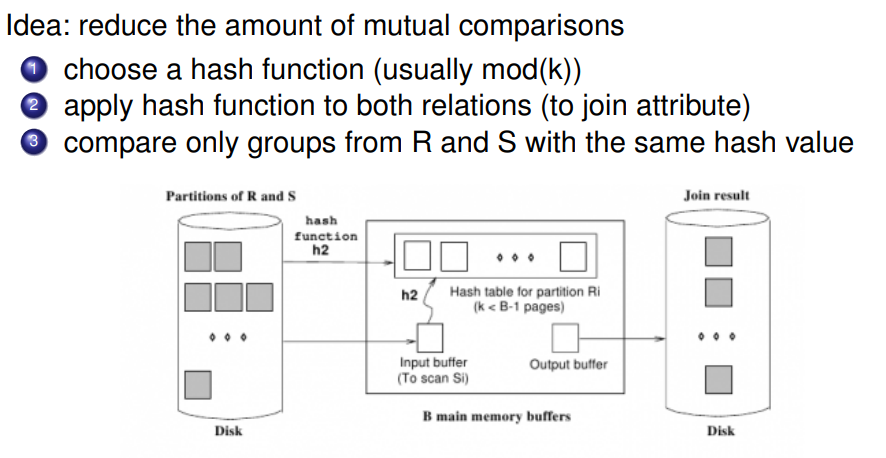 Idea: reduce the amount of mutual comparisons
1 choose a hash function (usually mod(k))
2 apply hash function to both relations (to join attribute)
3 compare only groups from R and S with the same hash value
Partitions of R and S
Join result
hash
function
h2
h2
Hash table for partition Ri
(k < B-1 pages)
Input buffer
(To scan Si)
Output buffer
B main memory buffers
Disk
Disk